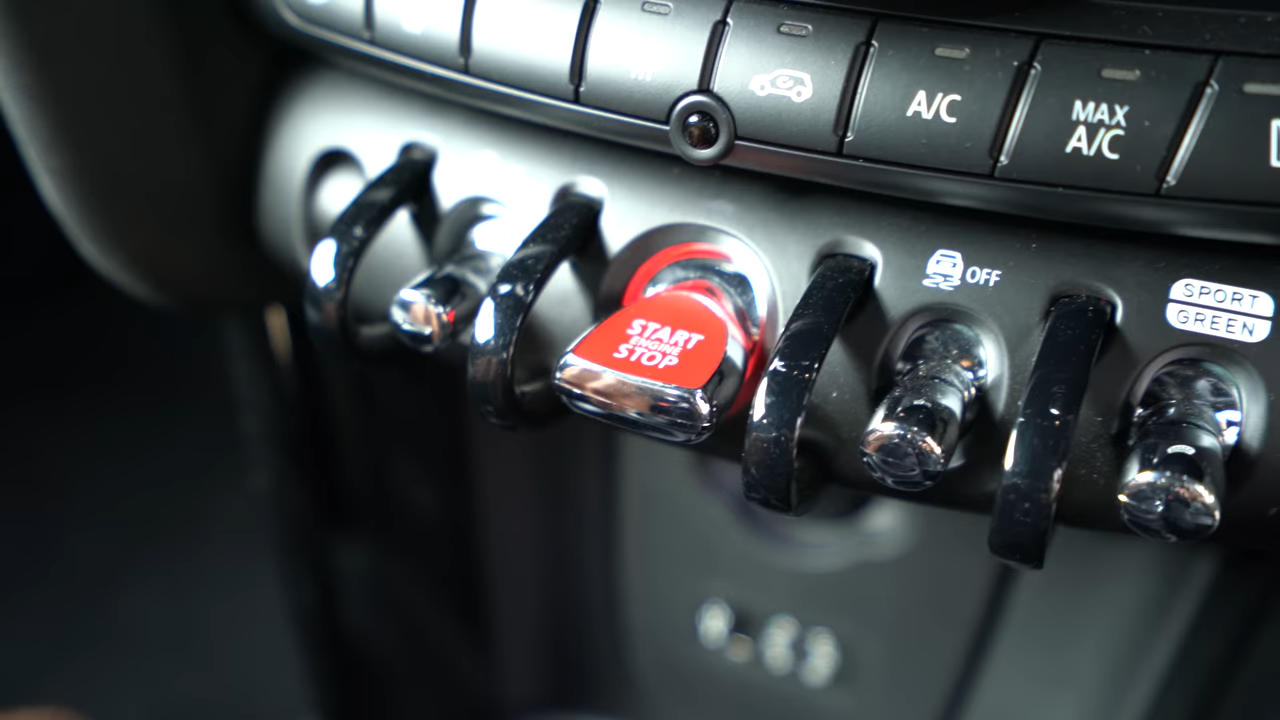 A/C
MAX
A/C
OFF
SPORT
GREEN
START
ENGINE
STOP